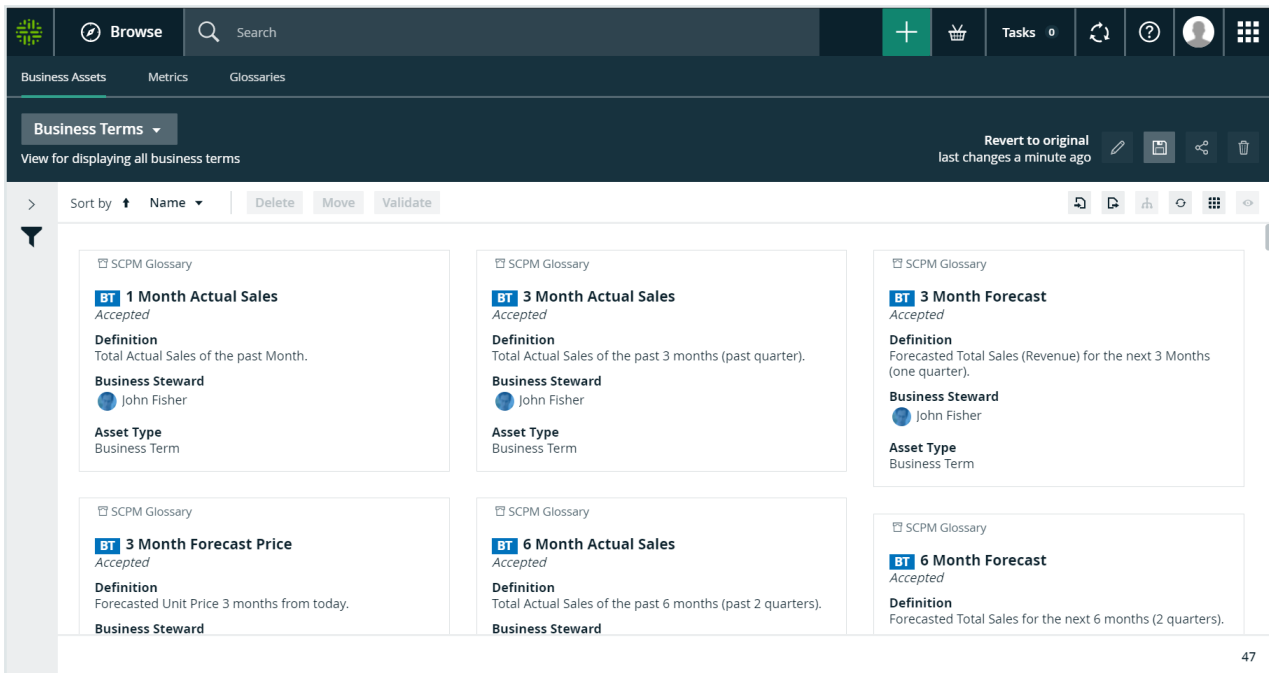 Browse
Search
Tasks 0
Business Assets Metrics Glossaries
Business Terms
View for displaying all business terms
Revert to original
last changes a minute ago
Sort by Name Delete Move Validate
SCPM Glossary
BT 1 Month Actual Sales
Accepted
Definition
Total Actual Sales of the past Month.
Business Steward
John Fisher
Asset Type
Business Term
SCPM Glossary
BT 3 Month Actual Sales
Accepted
Definition
Total Actual Sales of the past 3 months (past quarter).
Business Steward
John Fisher
Asset Type
Business Term
SCPM Glossary
BT 3 Month Forecast
Accepted
Definition
Forecasted Total Sales (Revenue) for the next 3 Months
(one quarter).
Business Steward
John Fisher
Asset Type
Business Term
SCPM Glossary
BT 3 Month Forecast Price
Accepted
Definition
Forecasted Unit Price 3 months from today.
Business Steward
SCPM Glossary
BT 6 Month Actual Sales
Accepted
Definition
Total Actual Sales of the past 6 months (past 2 quarters).
Business Steward
SCPM Glossary
BT 6 Month Forecast
Accepted
Definition
Forecasted Total Sales for the next 6 months (2 quarters).
47